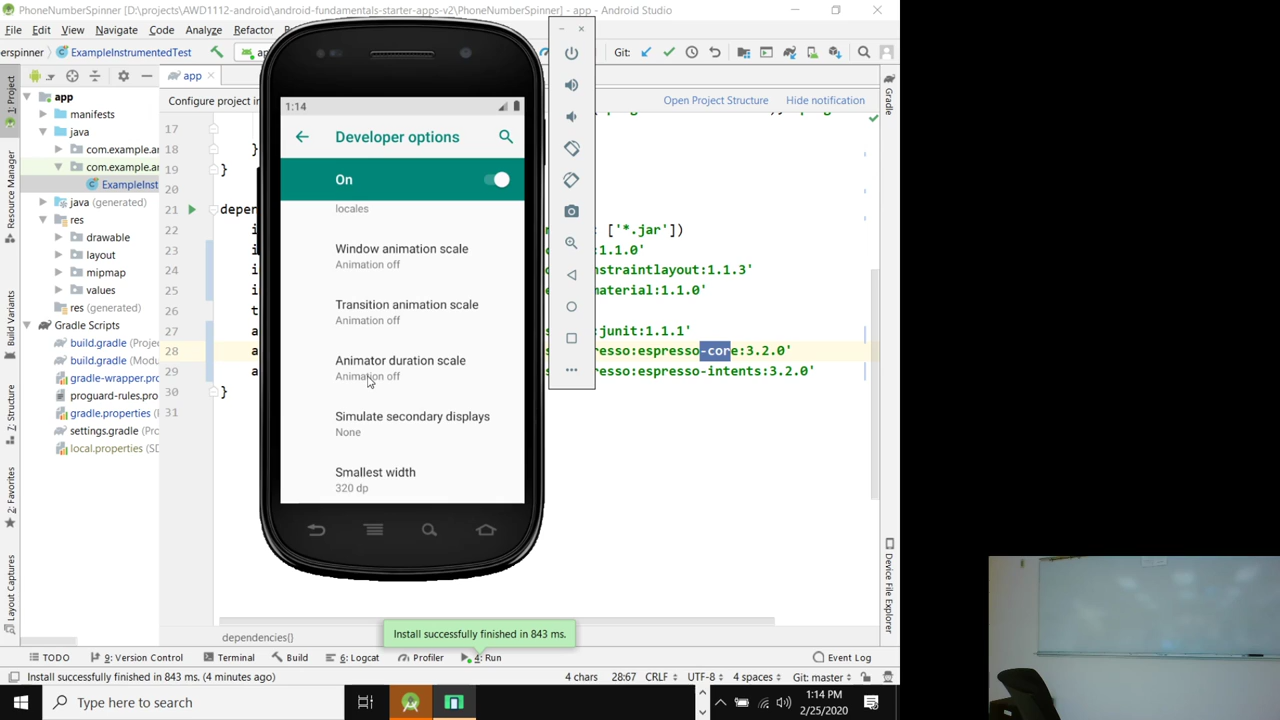 PhoneNumberSpinner [D:\projects\AWD1112-android\android-fundamentals-starter-apps-v2\PhoneNumberSpinner] - app - Android Studio
File Edit View Navigate Code Analyze Refactor
erspinner ExampleInstrumentedTest Git:
app
Configure project in Open Project Structure Hide notification
Project
Resource Manager
Build Variants
Z: Structure
2: Favorites
Layout Captures
Gradle
Device File Explorer
app
manifests
java
com.example.an
com.example.an
ExampleInst
java (generated)
res
drawable
layout
mipmap
values
res (generated)
Gradle Scripts
build.gradle (Proje
build.gradle (Modu
gradle-wrapper.pro
proguard-rules.pro
gradle.properties (
settings.gradle (Pro
local.properties (
17
18 }
19 }
20
21 depen
22 i : ['*.jar'])
23 i :1.1.0'
24 i nstraintlayout:1.1.3'
25 i material:1.1.0'
26 t
27 a :junit:1.1.1'
28 a resso:espresso-core:3.2.0'
29 a resso:espresso-intents:3.2.0'
30 }
31
1:14
Developer options
On
locales
Window animation scale
Animation off
Transition animation scale
Animation off
Animator duration scale
Animation off
Simulate secondary displays
None
Smallest width
320 dp
dependencies{}
Install successfully finished in 843 ms.
TODO 9: Version Control Terminal Build 6: Logcat Profiler 4: Run Event Log
Install successfully finished in 843 ms. (4 minutes ago) 4 chars 28:67 CRLF UTF-8 4 spaces Git: master
Type here to search
1:14 PM
2/25/2020